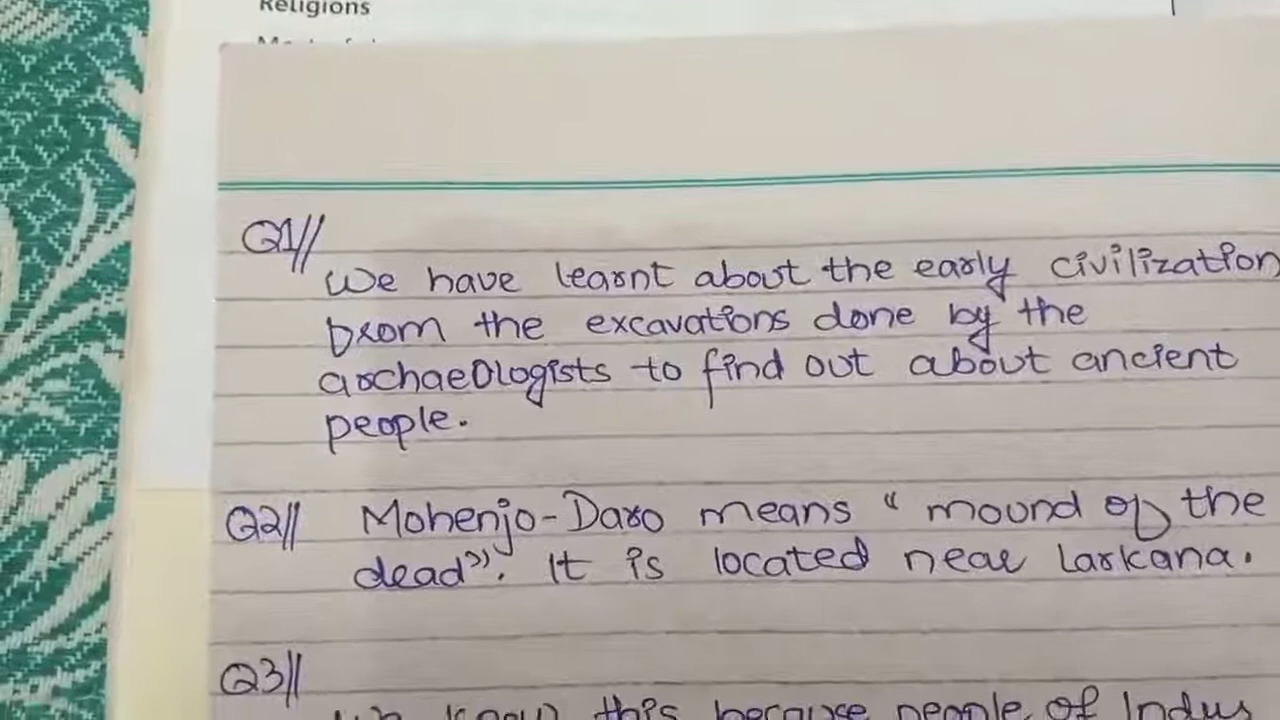 Religions
Q1//
We have learnt about the early civilization
from the excavations done by the
archaeologists to find out about ancient
people.
Q2// Mohenjo-Daro means " mound of the
dead". It is located near Larkana.
Q3//
We know this because people of Indus